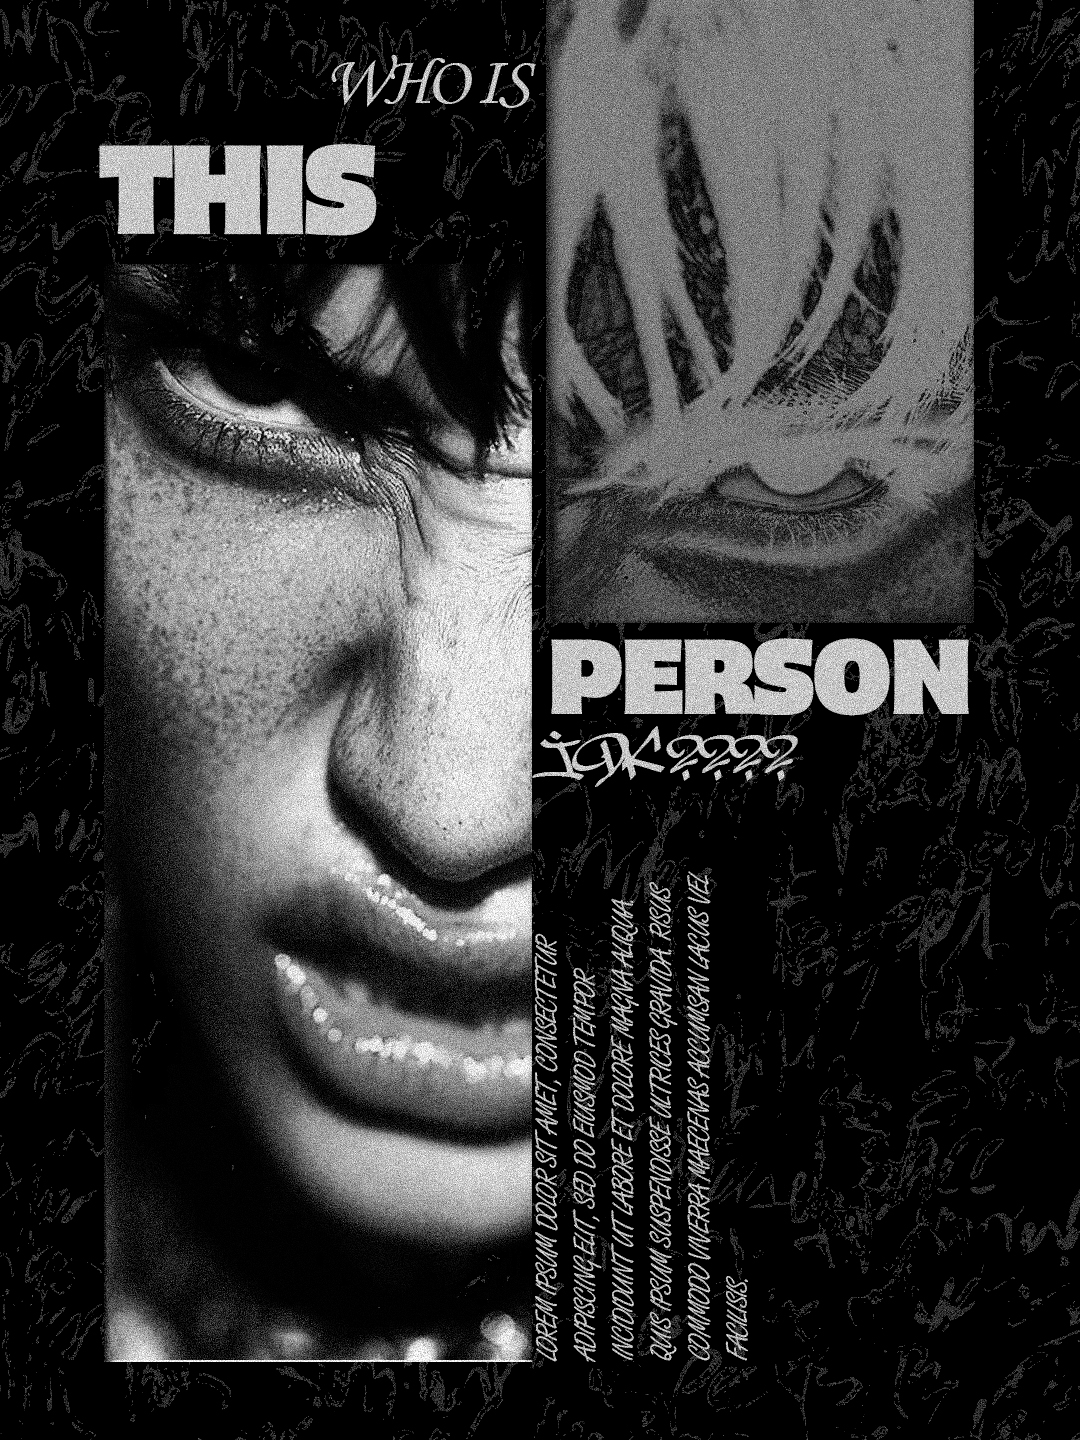 WHO IS
THIS
PERSON
idk????
LOREM IPSUM DOLOR SIT AMET, CONSECTETUR
ADIPISCING ELIT, SED DO EIUSMOD TEMPOR
INCIDIDUNT UT LABORE ET DOLORE MAGNA ALIQUA.
QUIS IPSUM SUSPENDISSE ULTRICES GRAVIDA. RISUS
COMMODO VIVERRA MAECENAS ACCUMSAN LACUS VEL
FACILISIS.